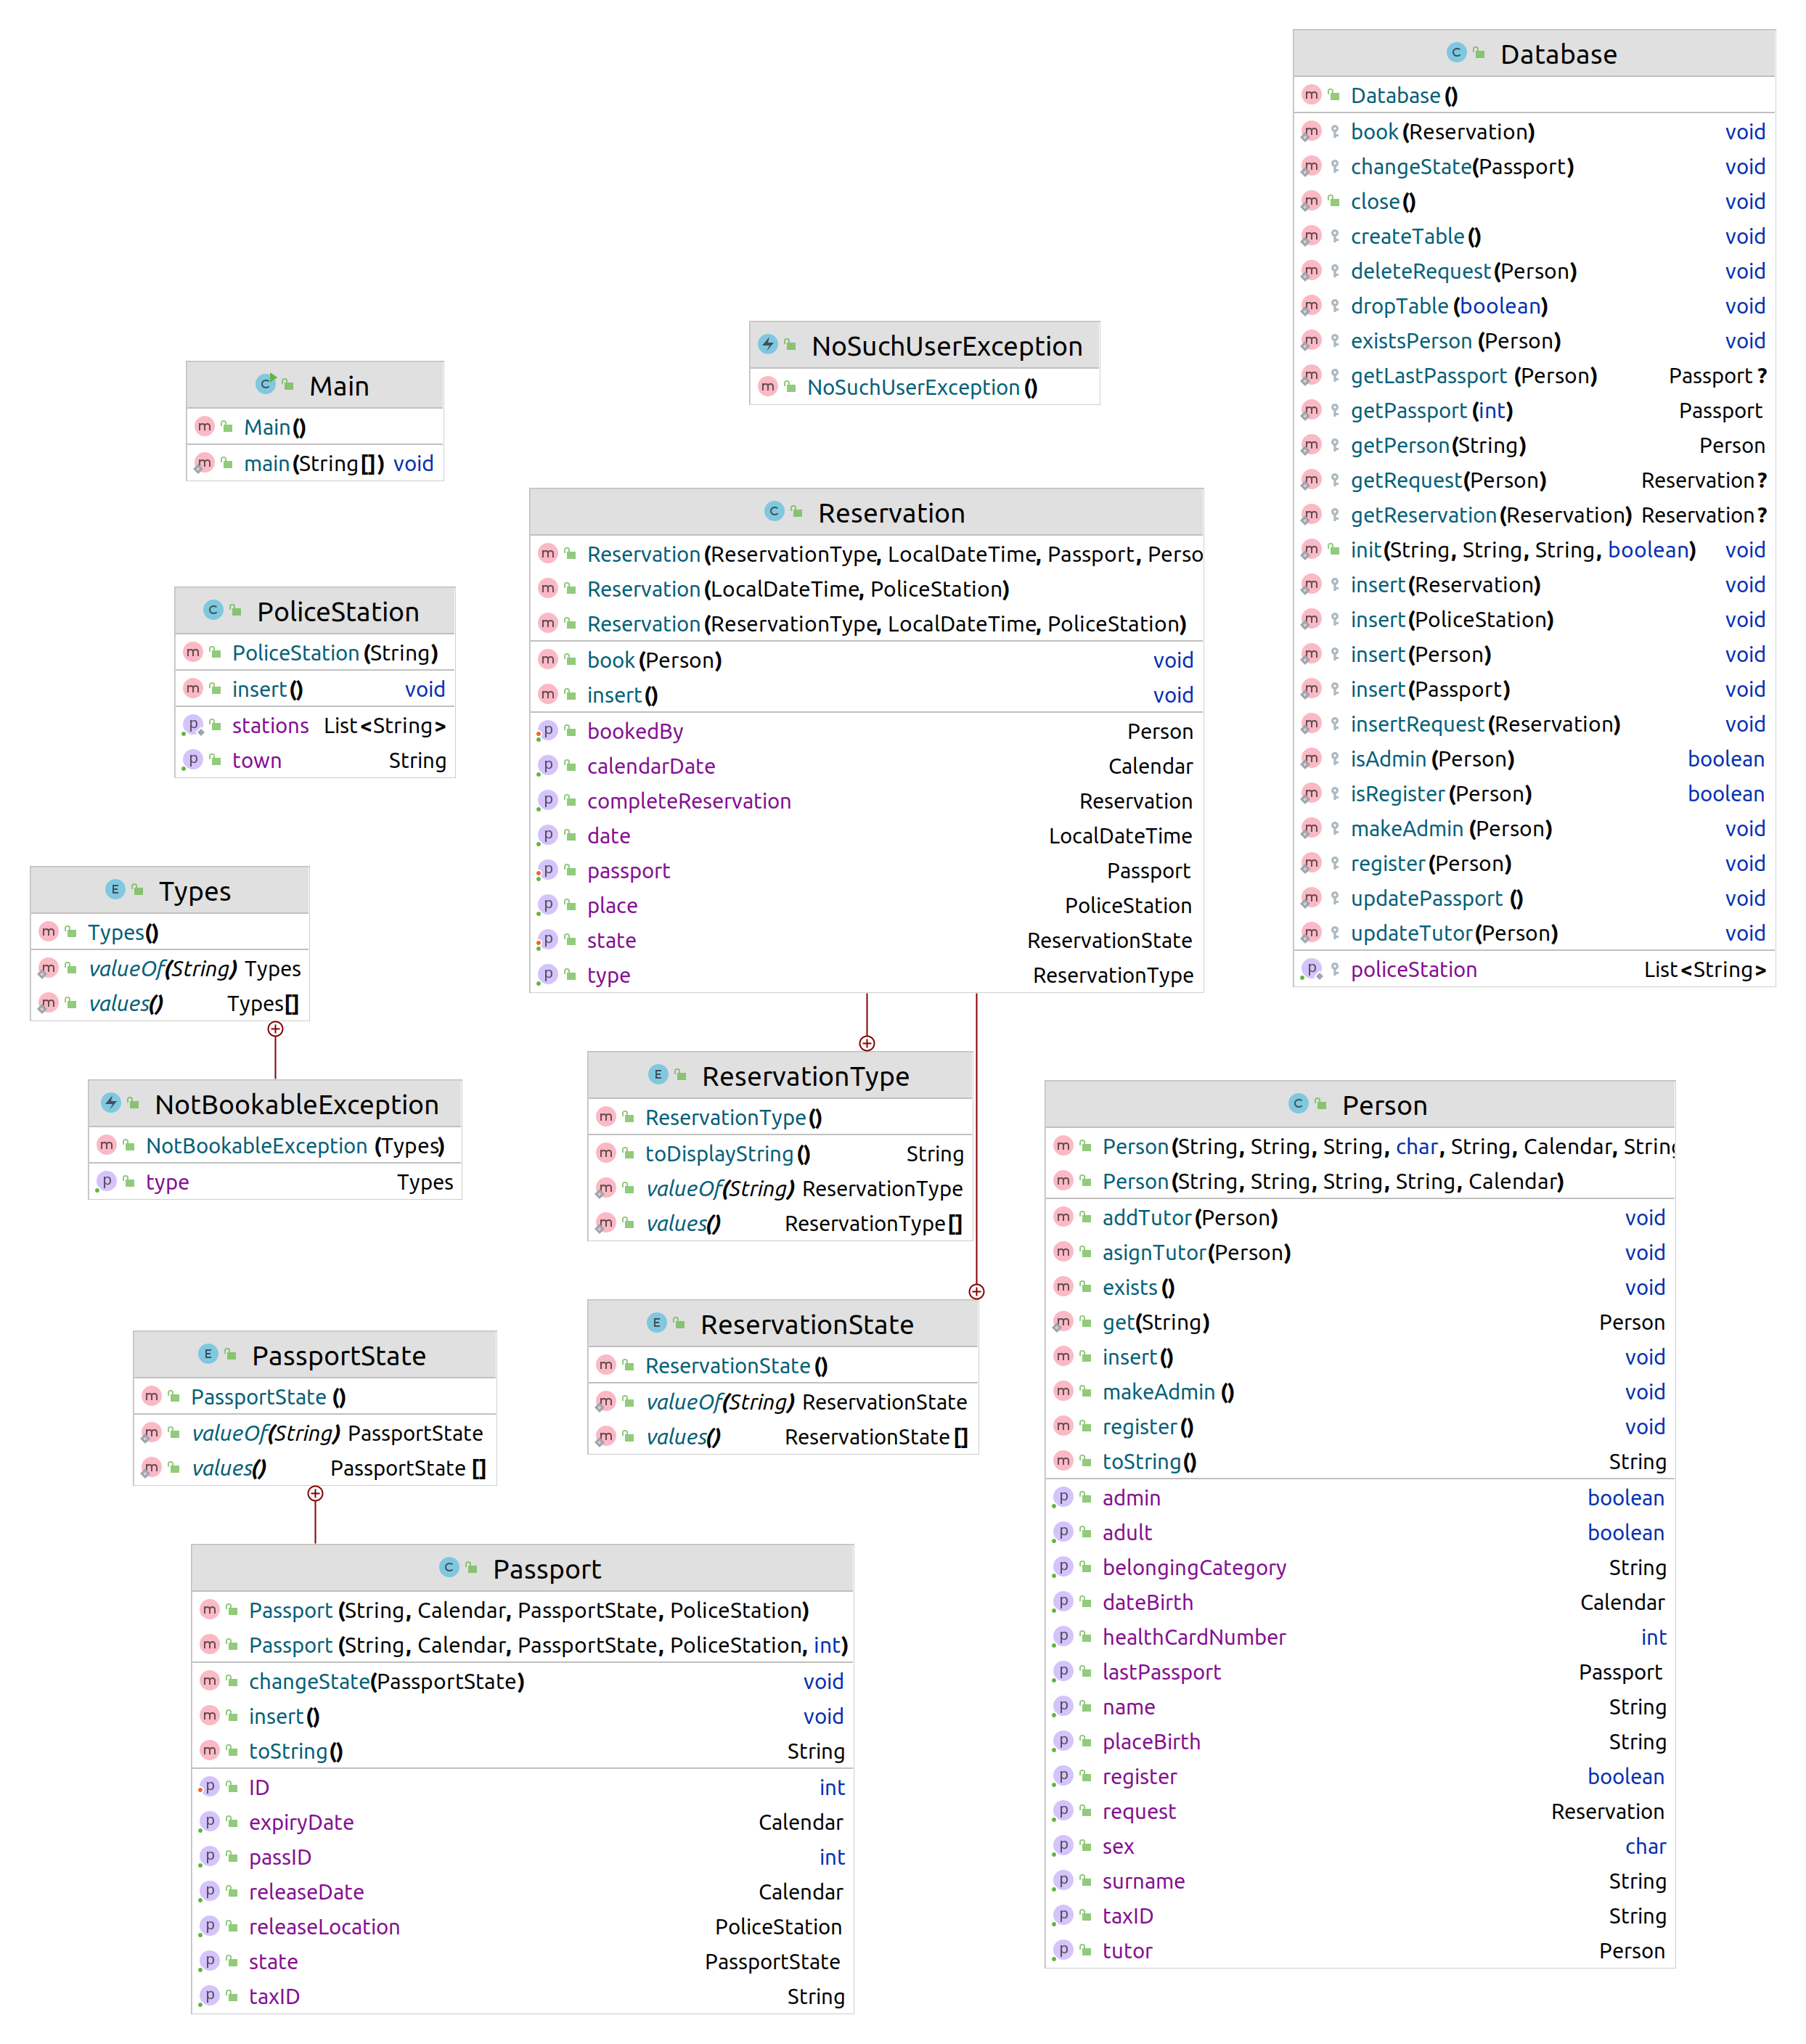 Database
Database()
book(Reservation) void
changeState(Passport) void
close() void
createTable() void
deleteRequest(Person) void
dropTable(boolean) void
existsPerson(Person) void
getLastPassport(Person) Passport?
getPassport(int) Passport
getPerson(String) Person
getRequest(Person) Reservation?
getReservation(Reservation) Reservation?
init(String, String, String, boolean) void
insert(Reservation) void
insert(PoliceStation) void
insert(Person) void
insert(Passport) void
insertRequest(Reservation) void
isAdmin(Person) boolean
isRegister(Person) boolean
makeAdmin(Person) void
register(Person) void
updatePassport() void
updateTutor(Person) void
policeStation List<String>
NoSuchUserException
NoSuchUserException()
Main
Main()
main(String[]) void
Reservation
Reservation(ReservationType, LocalDateTime, Passport, Perso
Reservation(LocalDateTime, PoliceStation)
Reservation(ReservationType, LocalDateTime, PoliceStation)
book(Person) void
insert() void
bookedBy Person
calendarDate Calendar
completeReservation Reservation
date LocalDateTime
passport Passport
place PoliceStation
state ReservationState
type ReservationType
PoliceStation
PoliceStation(String)
insert() void
stations List<String>
town String
Types
Types()
valueOf(String) Types
values() Types[]
NotBookableException
NotBookableException(Types)
type Types
ReservationType
ReservationType()
toDisplayString() String
valueOf(String) ReservationType
values() ReservationType[]
ReservationState
ReservationState()
valueOf(String) ReservationState
values() ReservationState[]
Person
Person(String, String, String, char, String, Calendar, String
Person(String, String, String, String, Calendar)
addTutor(Person) void
asignTutor(Person) void
exists() void
get(String) Person
insert() void
makeAdmin() void
register() void
toString() String
admin boolean
adult boolean
belongingCategory String
dateBirth Calendar
healthCardNumber int
lastPassport Passport
name String
placeBirth String
register boolean
request Reservation
sex char
surname String
taxID String
tutor Person
PassportState
PassportState()
valueOf(String) PassportState
values() PassportState[]
Passport
Passport(String, Calendar, PassportState, PoliceStation)
Passport(String, Calendar, PassportState, PoliceStation, int)
changeState(PassportState) void
insert() void
toString() String
ID int
expiryDate Calendar
passID int
releaseDate Calendar
releaseLocation PoliceStation
state PassportState
taxID String